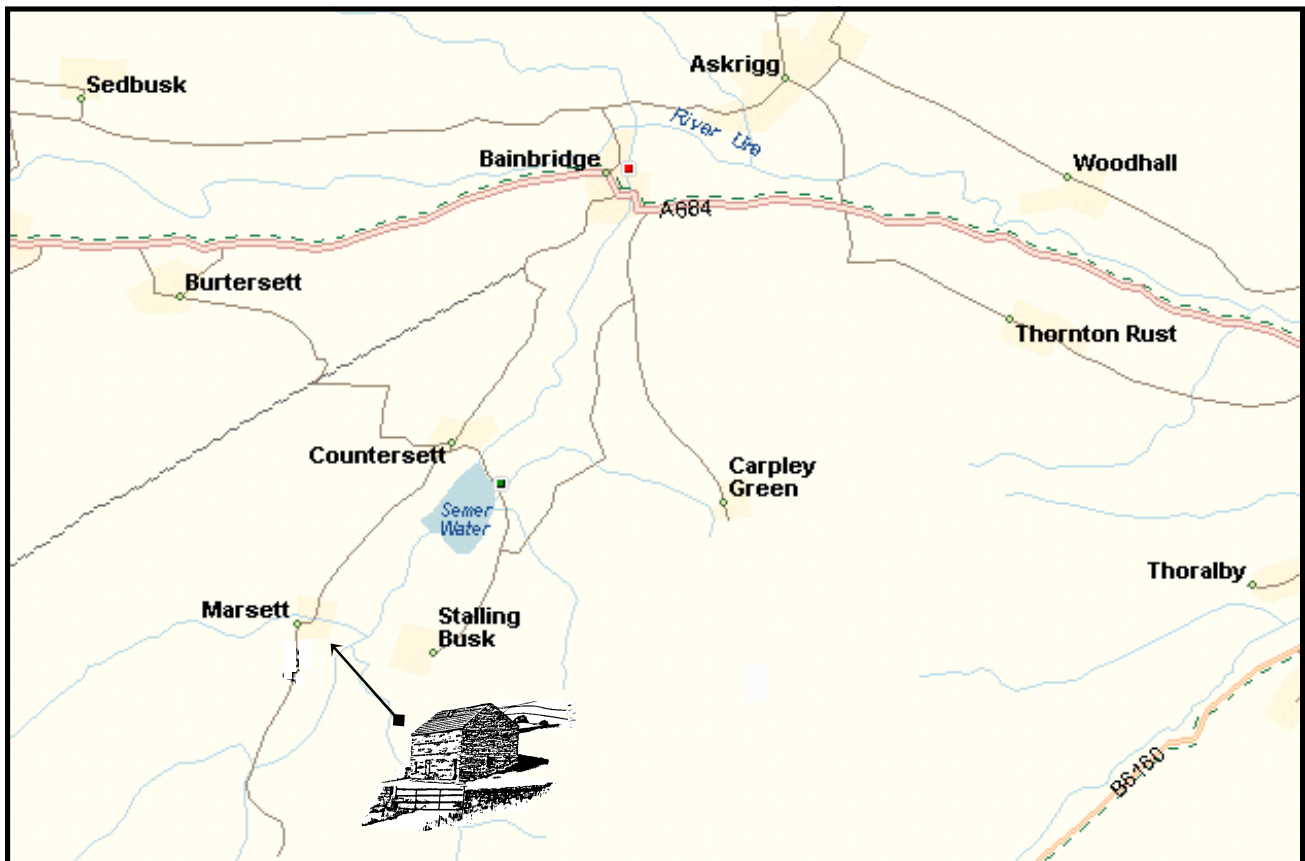 Askrigg
Sedbusk
River Ure
Bainbridge
Woodhall
A684
Burtersett
Thornton Rust
Countersett
Carpley
Green
Semer
Water
Thoralby
Marsett
Stalling
Busk
B6160